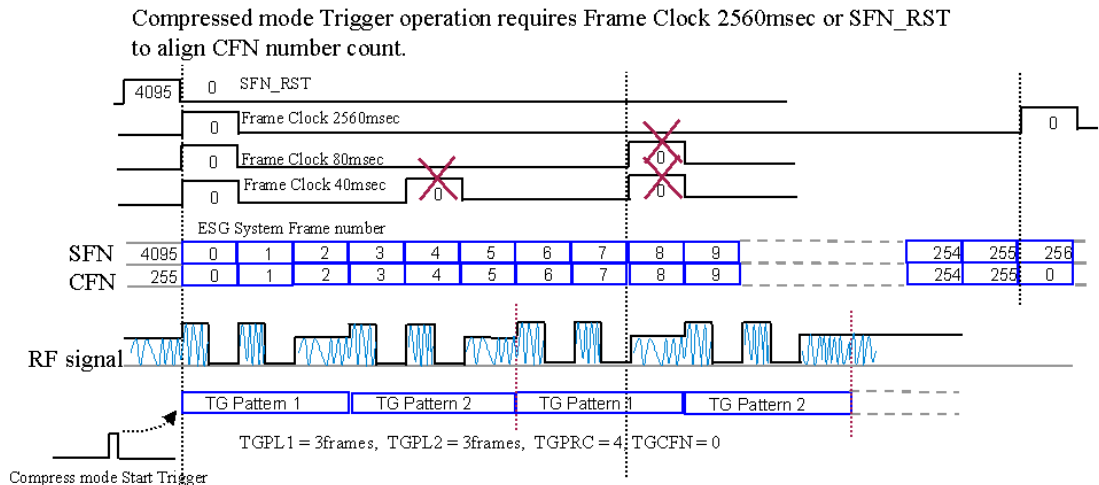 Compressed mode Trigger operation requires Frame Clock 2560msec or SFN_RST
to align CFN number count.
4095 0 SFN_RST
0 Frame Clock 2560msec 0
0 Frame Clock 80msec 0
0 Frame Clock 40msec 0 0
ESG System Frame number
SFN 4095 0 1 2 3 4 5 6 7 8 9 254 255 256
CFN 255 0 1 2 3 4 5 6 7 8 9 254 255 0
RF signal
TG Pattern 1 TG Pattern 2 TG Pattern 1 TG Pattern 2
TGPL1 = 3frames, TGPL2 = 3frames, TGPRC = 4, TGCFN = 0
Compress mode Start Trigger